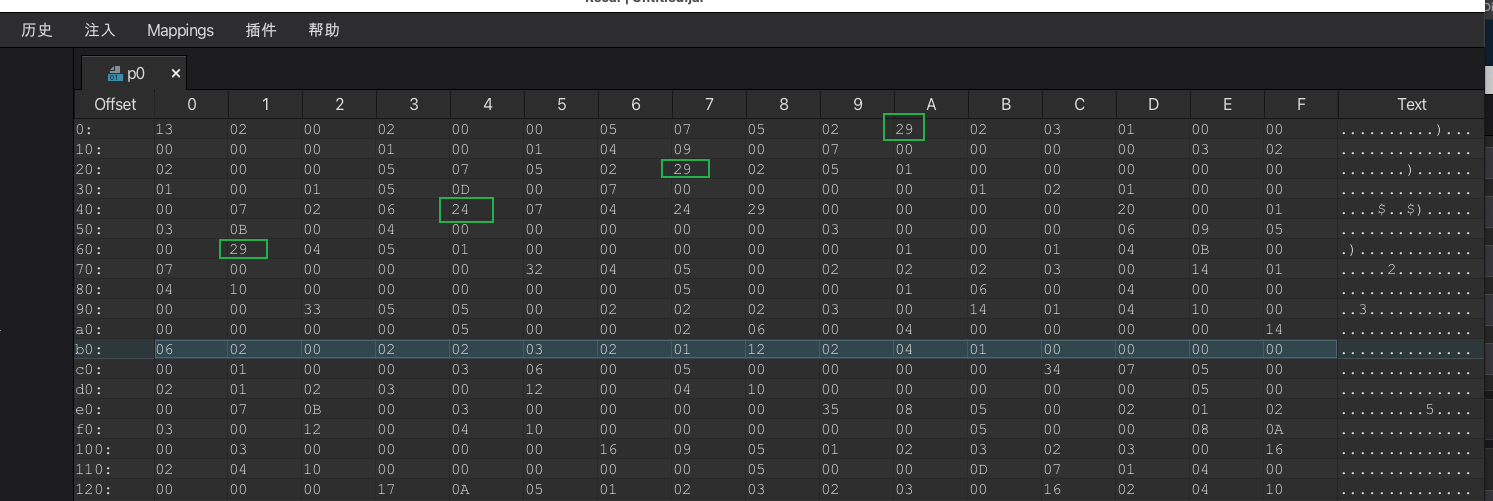 历史 注入 Mappings 插件 帮助
p0 ×
Offset 0 1 2 3 4 5 6 7 8 9 A B C D E F Text
0: 13 02 00 02 00 00 05 07 05 02 29 02 03 01 00 00 ..........)...
10: 00 00 00 01 00 01 04 09 00 07 00 00 00 00 03 02 ..............
20: 02 00 00 05 07 05 02 29 02 05 01 00 00 00 00 00 .......)......
30: 01 00 01 05 0D 00 07 00 00 00 00 01 02 01 00 00 ..............
40: 00 07 02 06 24 07 04 24 29 00 00 00 00 20 00 01 ....$..$).....
50: 03 0B 00 04 00 00 00 00 00 03 00 00 00 06 09 05 ..............
60: 00 29 04 05 01 00 00 00 00 00 01 00 01 04 0B 00 .)............
70: 07 00 00 00 00 32 04 05 00 02 02 02 03 00 14 01 .....2........
80: 04 10 00 00 00 00 00 05 00 00 01 06 00 04 00 00 ..............
90: 00 00 33 05 05 00 02 02 02 03 00 14 01 04 10 00 ..3...........
a0: 00 00 00 00 05 00 00 02 06 00 04 00 00 00 00 14 ..............
b0: 06 02 00 02 02 03 02 01 12 02 04 01 00 00 00 00 ..............
c0: 00 01 00 00 03 06 00 05 00 00 00 00 34 07 05 00 ..............
d0: 02 01 02 03 00 12 00 04 10 00 00 00 00 00 05 00 ..............
e0: 00 07 0B 00 03 00 00 00 00 00 35 08 05 00 02 01 02 .........5....
f0: 03 00 12 00 04 10 00 00 00 00 00 05 00 00 08 0A ..............
100: 00 03 00 00 00 00 16 09 05 01 02 03 02 03 00 16 ..............
110: 02 04 10 00 00 00 00 00 05 00 00 0D 07 01 04 00 ..............
120: 00 00 00 17 0A 05 01 02 03 02 03 00 16 02 04 10 ..............